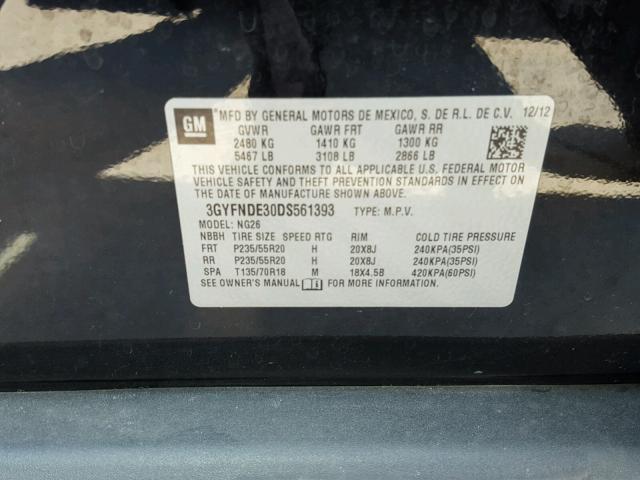 GM MFD BY GENERAL MOTORS DE MEXICO, S. DE R.L. DE C.V. 12/12
GVWR GAWR FRT GAWR RR
2480 KG 1410 KG 1300 KG
5467 LB 3108 LB 2866 LB
THIS VEHICLE CONFORMS TO ALL APPLICABLE U.S. FEDERAL MOTOR
VEHICLE SAFETY AND THEFT PREVENTION STANDARDS IN EFFECT ON
THE DATE OF MANUFACTURE SHOWN ABOVE.
3GYFNDE30DS561393 TYPE: M.P.V.
MODEL: NG26
NBBH TIRE SIZE SPEED RTG RIM COLD TIRE PRESSURE
FRT P235/55R20 H 20X8J 240KPA(35PSI)
RR P235/55R20 H 20X8J 240KPA(35PSI)
SPA T135/70R18 M 18X4.5B 420KPA(60PSI)
SEE OWNER'S MANUAL FOR MORE INFORMATION.